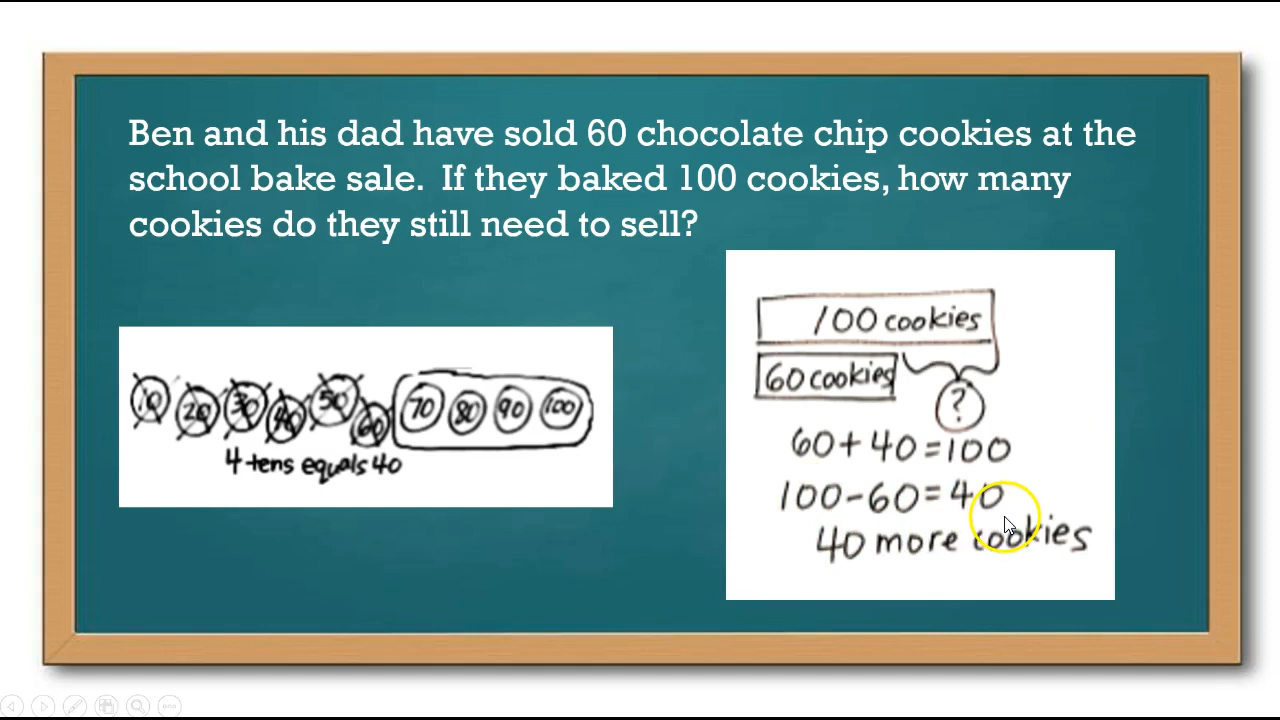 Ben and his dad have sold 60 chocolate chip cookies at the
school bake sale.  If they baked 100 cookies, how many
cookies do they still need to sell?
10 20 30 40 50 60 70 80 90 100
4 tens equals 40
100 cookies
60 cookies
?
60+40=100
100-60=40
40 more cookies